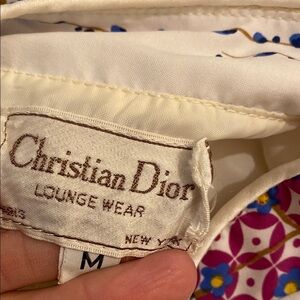 Christian Dior
LOUNGE WEAR
NEW YORK
M